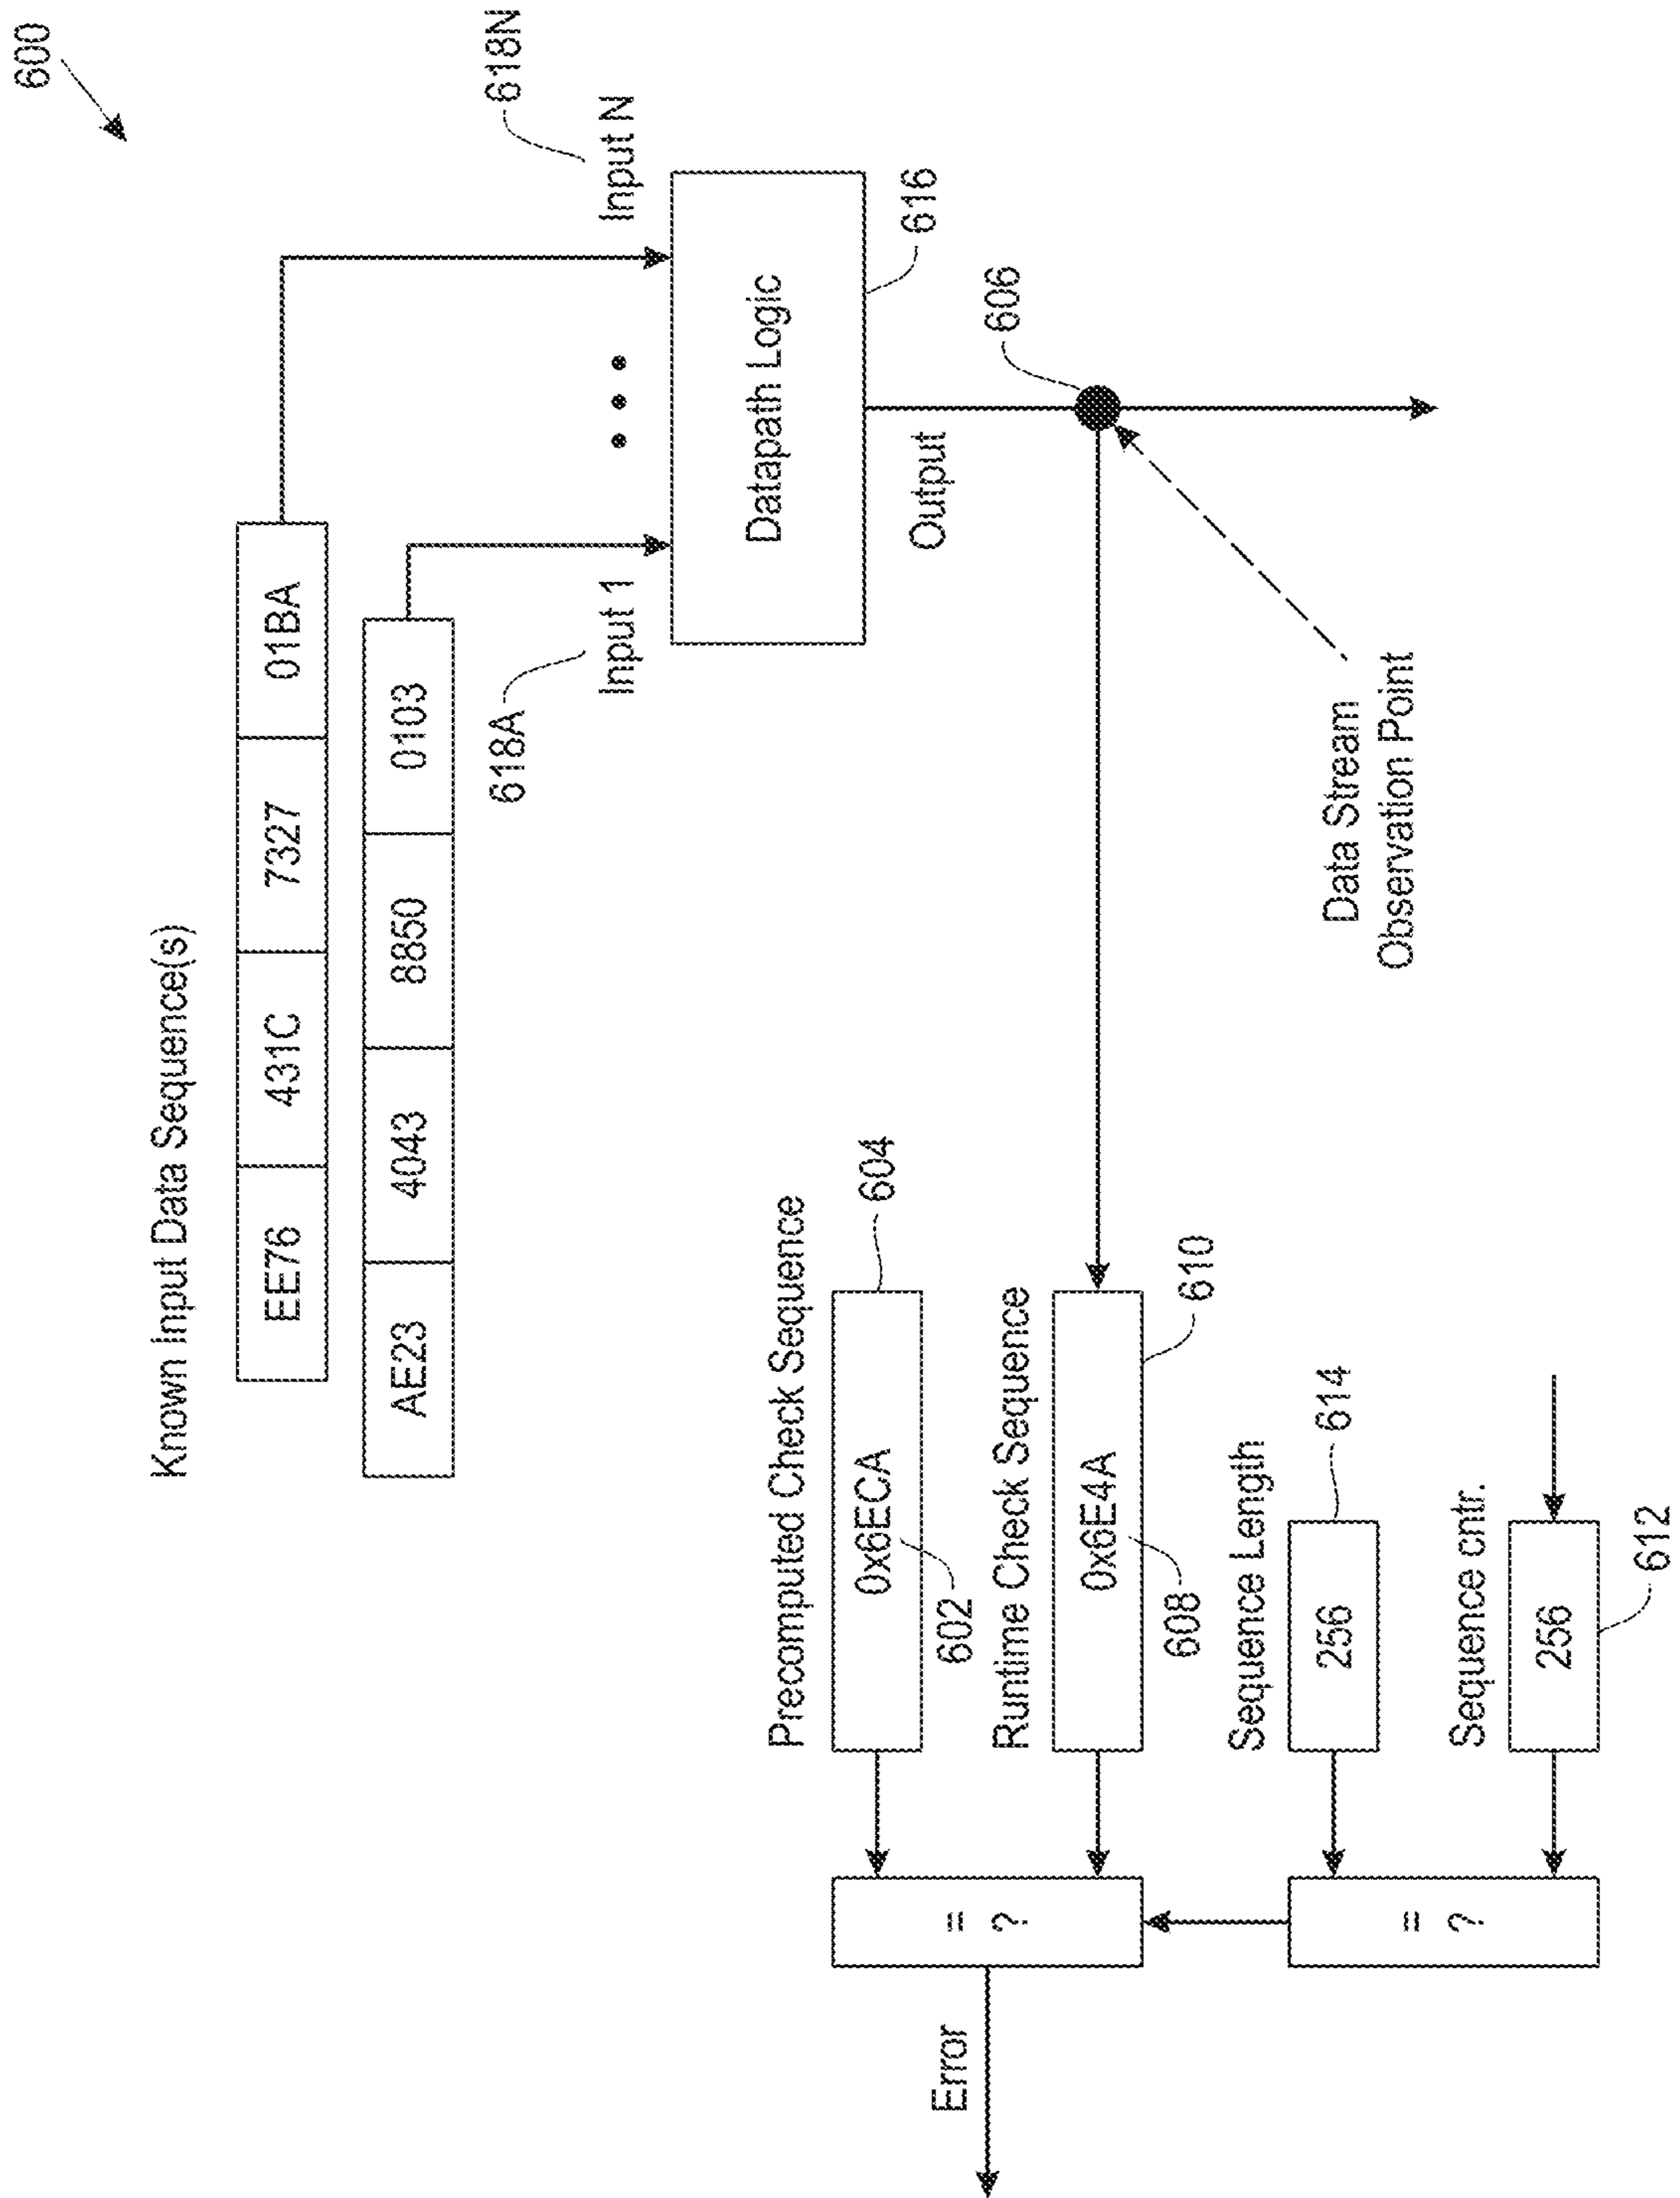 600
Known Input Data Sequence(s)
EE76 431C 7327 01BA
AE23 4043 8850 0103
618A
618N
Input 1
Input N
Datapath Logic
616
Output
606
Data Stream
Observation Point
Precomputed Check Sequence
0x6ECA
604
602
Runtime Check Sequence
0x6E4A
610
608
Sequence Length
256
614
Sequence cntr.
256
612
= ?
= ?
Error